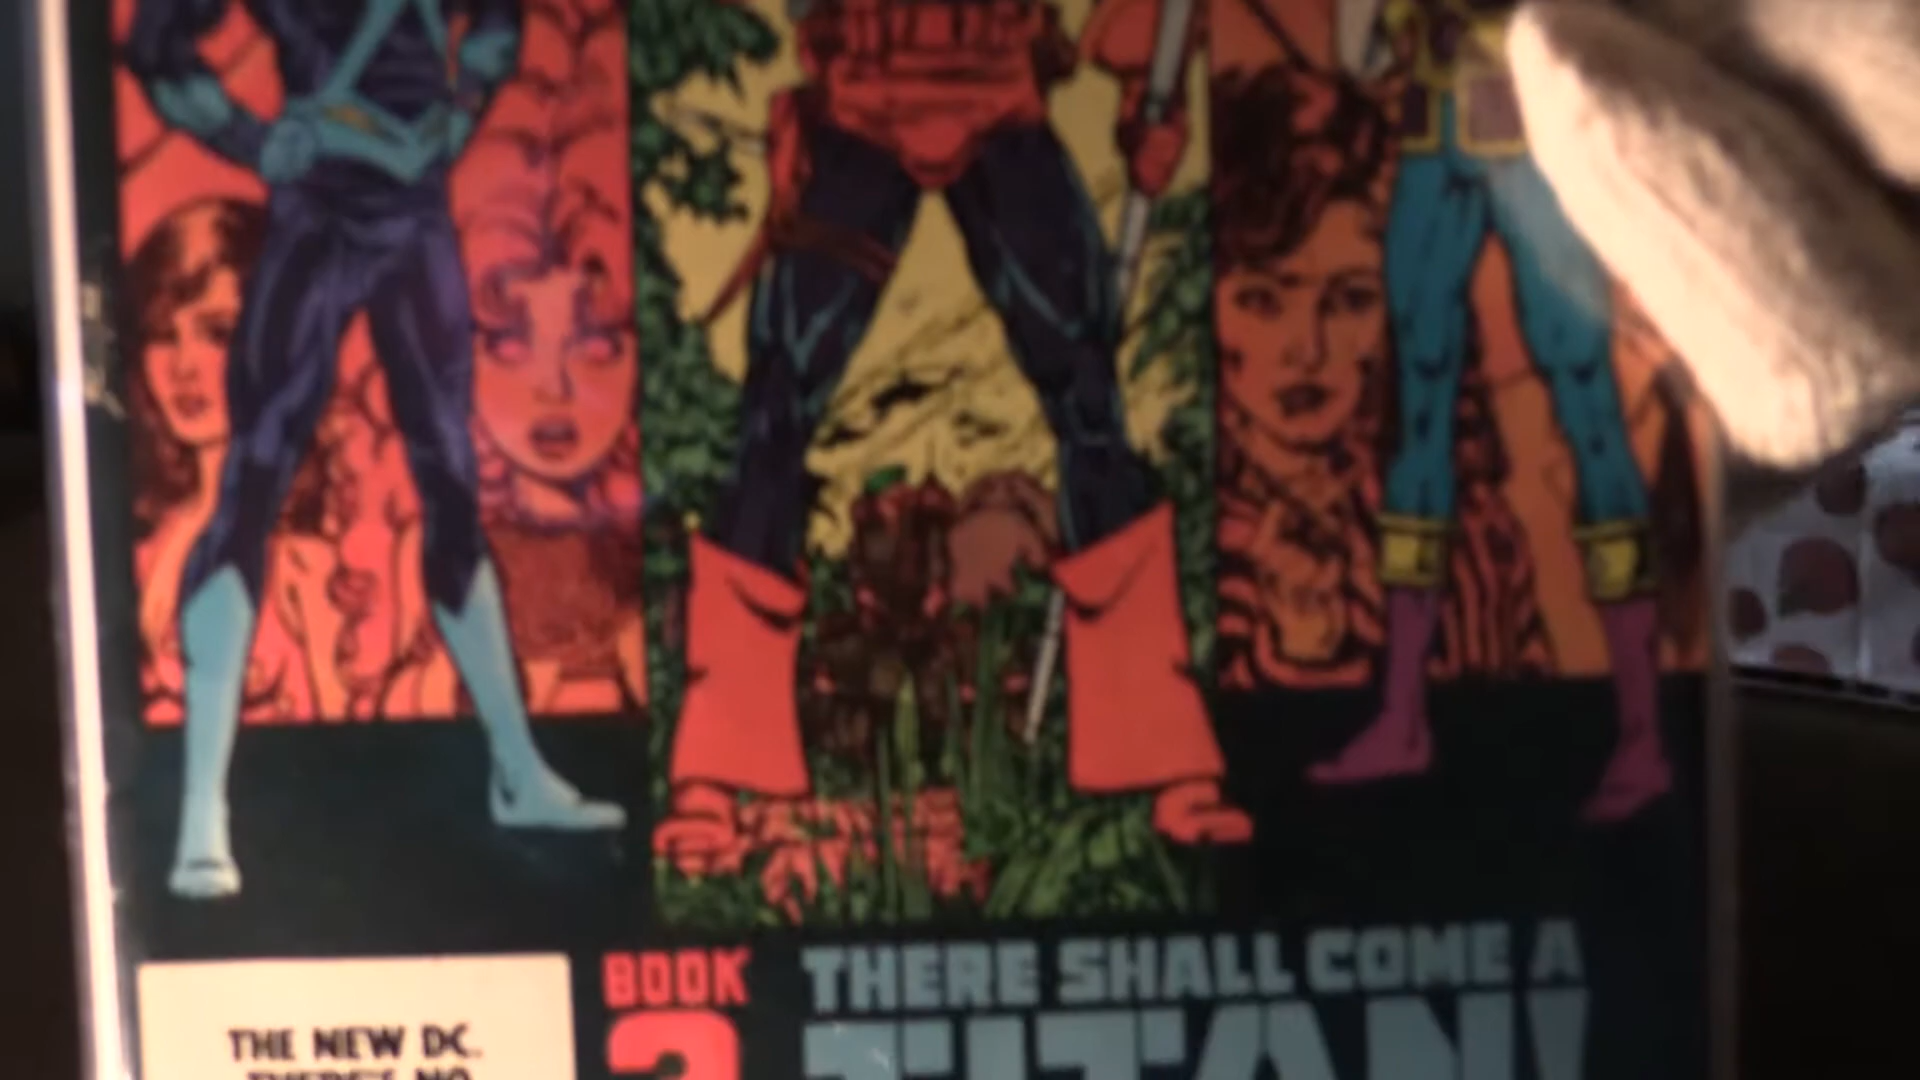 BOOK
3
THERE SHALL COME A
TITAN!
THE NEW DC.
THERE'S NO